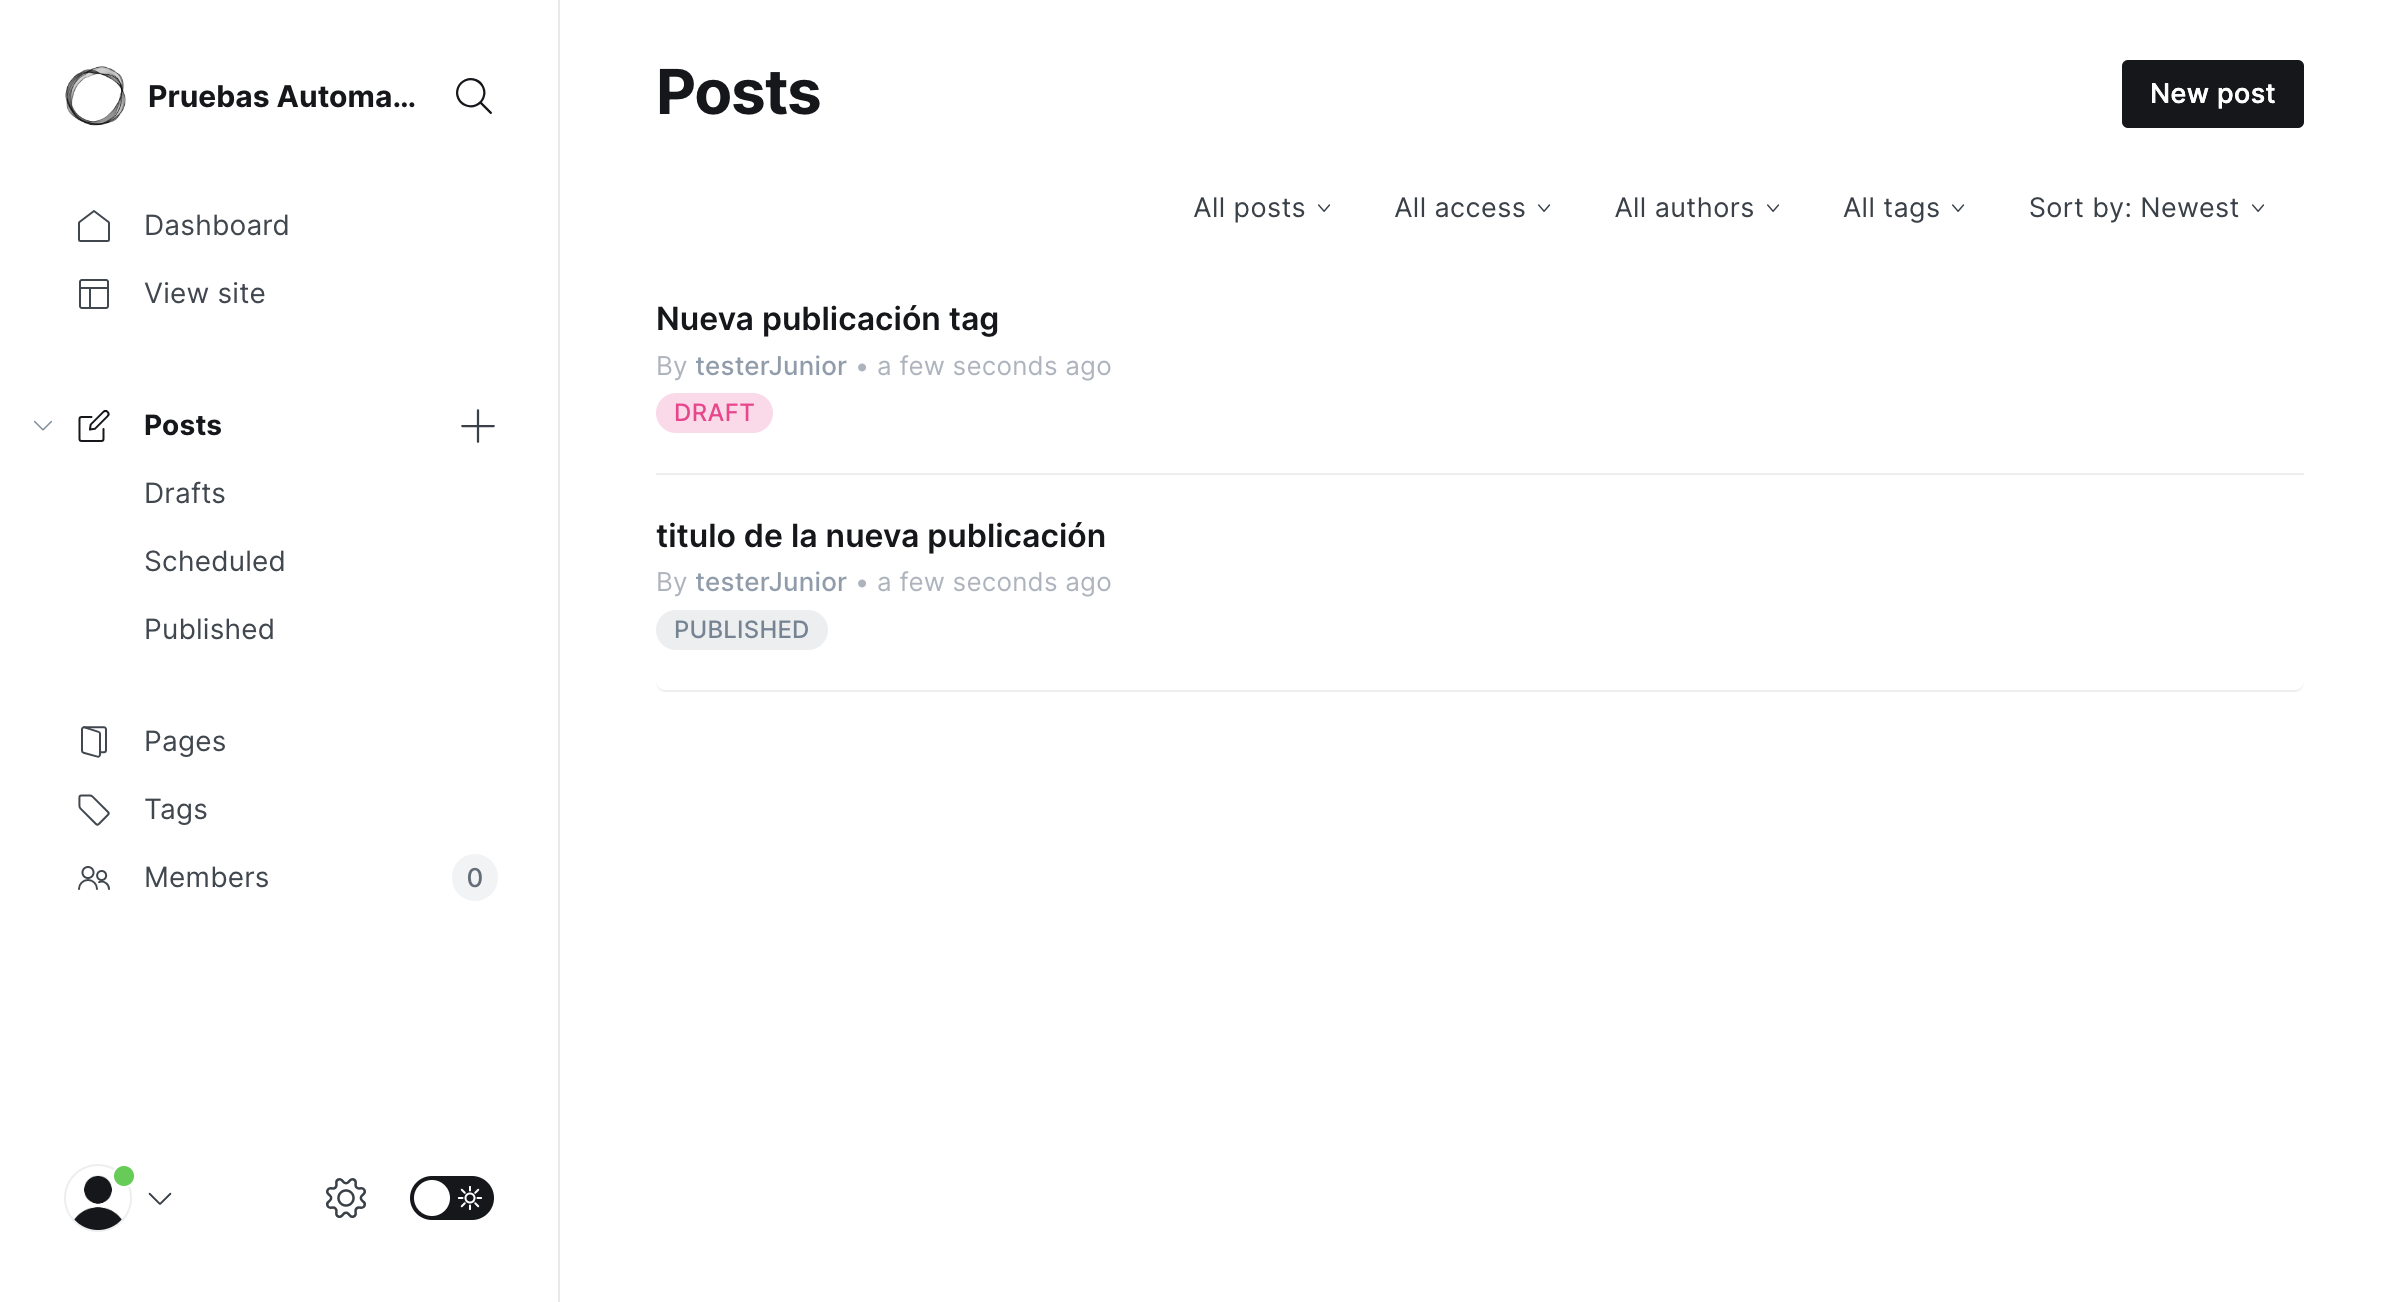 Pruebas Automa...
Dashboard
View site
Posts
Drafts
Scheduled
Published
Pages
Tags
Members
0
Posts
New post
All posts
All access
All authors
All tags
Sort by: Newest
Nueva publicación tag
By testerJunior • a few seconds ago
DRAFT
titulo de la nueva publicación
By testerJunior • a few seconds ago
PUBLISHED